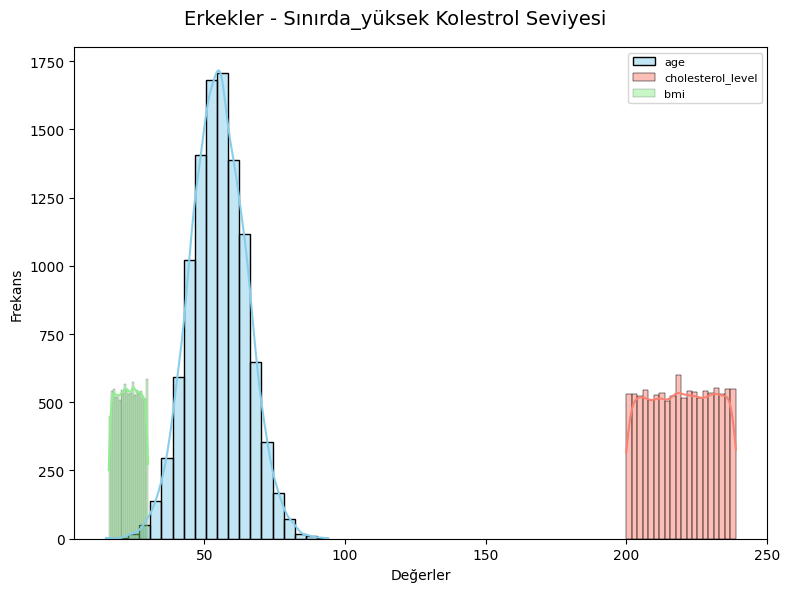 Erkekler - Sınırda_yüksek Kolestrol Seviyesi
age
cholesterol_level
bmi
1750
1500
1250
1000
750
500
250
0
Frekans
50
100
150
200
250
Değerler